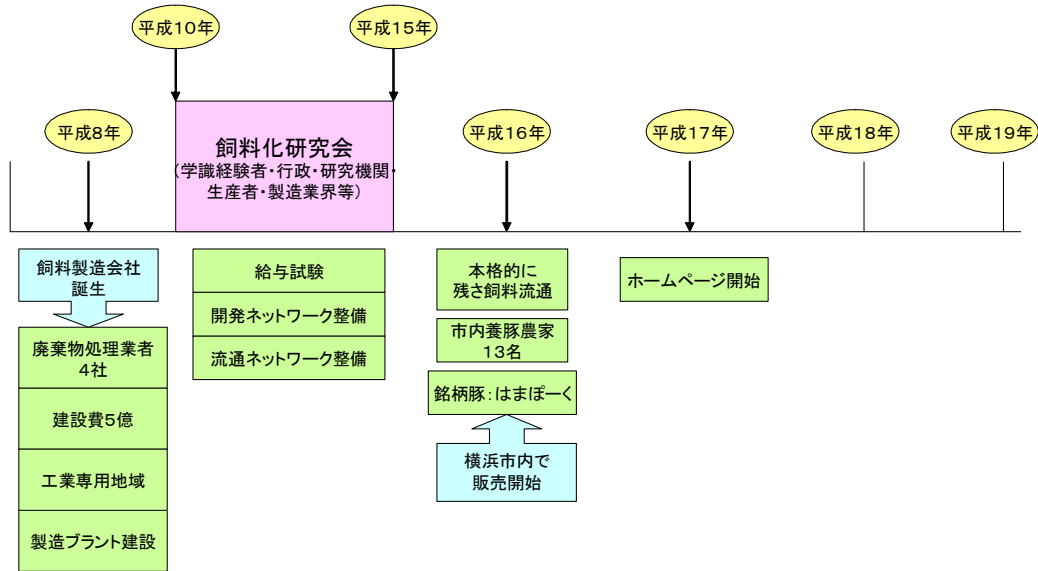 平成10年
平成15年
平成8年
飼料化研究会
(学識経験者・行政・研究機関・
生産者・製造業界等)
平成16年
平成17年
平成18年
平成19年
飼料製造会社
誕生
廃棄物処理業者
4社
建設費5億
工業専用地域
製造プラント建設
給与試験
開発ネットワーク整備
流通ネットワーク整備
本格的に
残さ飼料流通
市内養豚農家
13名
銘柄豚:はまぽーく
横浜市内で
販売開始
ホームページ開始